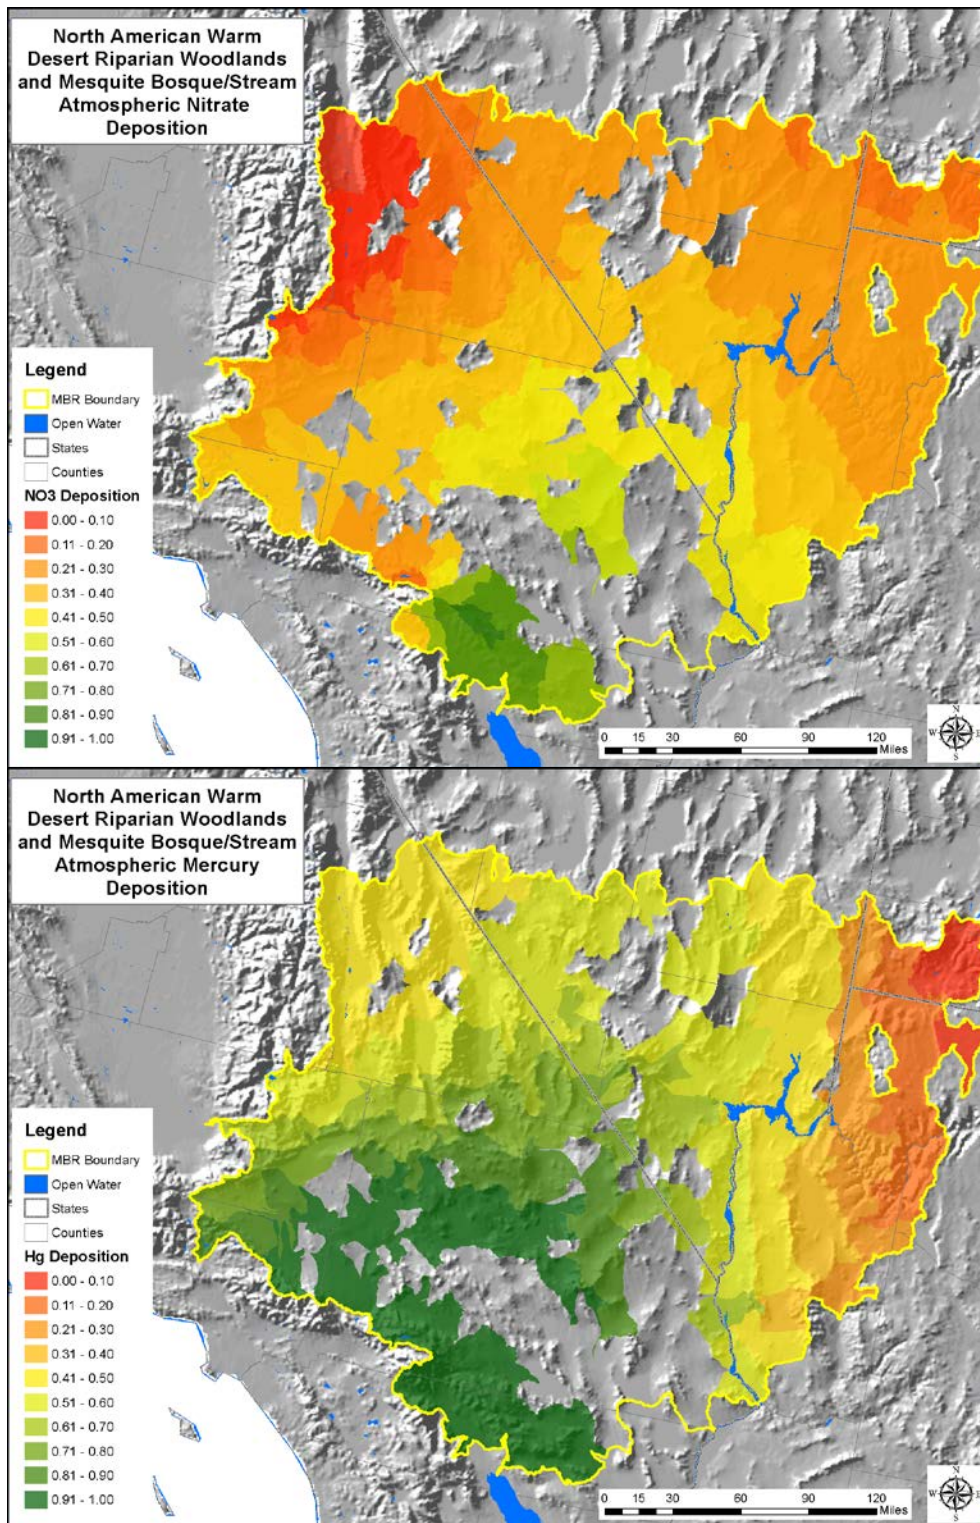 North American Warm
Desert Riparian Woodlands
and Mesquite Bosque/Stream
Atmospheric Nitrate
Deposition
Legend
MBR Boundary
Open Water
States
Counties
NO3 Deposition
0.00 - 0.10
0.11 - 0.20
0.21 - 0.30
0.31 - 0.40
0.41 - 0.50
0.51 - 0.60
0.61 - 0.70
0.71 - 0.80
0.81 - 0.90
0.91 - 1.00
N
W E
S
0 15 30 60 90 120
Miles
North American Warm
Desert Riparian Woodlands
and Mesquite Bosque/Stream
Atmospheric Mercury
Deposition
Legend
MBR Boundary
Open Water
States
Counties
Hg Deposition
0.00 - 0.10
0.11 - 0.20
0.21 - 0.30
0.31 - 0.40
0.41 - 0.50
0.51 - 0.60
0.61 - 0.70
0.71 - 0.80
0.81 - 0.90
0.91 - 1.00
N
W E
S
0 15 30 60 90 120
Miles